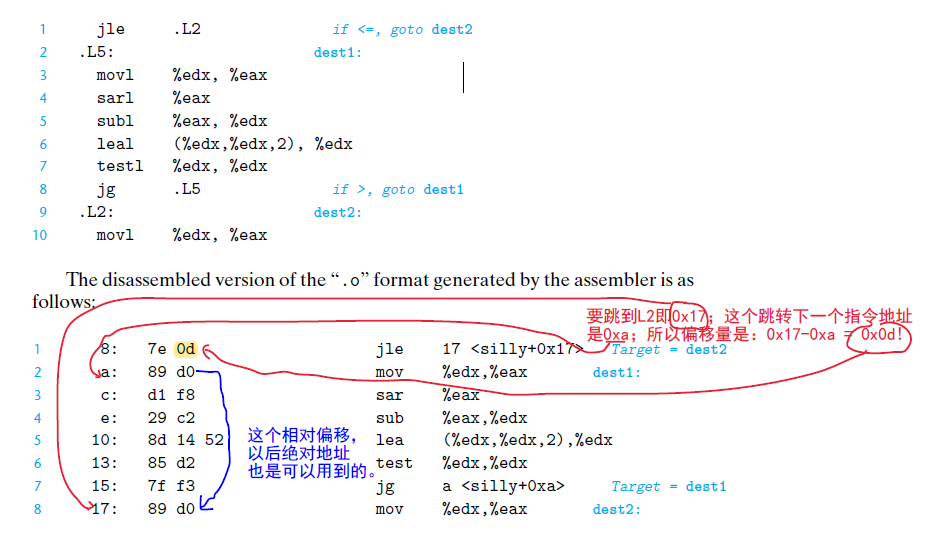 1 jle .L2 if <=, goto dest2
2 .L5: dest1:
3 movl %edx, %eax
4 sarl %eax
5 subl %eax, %edx
6 leal (%edx,%edx,2), %edx
7 testl %edx, %edx
8 jg .L5 if >, goto dest1
9 .L2: dest2:
10 movl %edx, %eax
The disassembled version of the “.o” format generated by the assembler is as
follows:
要跳到L2即0x17；这个跳转下一个指令地址
是0xa；所以偏移量是：0x17-0xa = 0x0d!
1 8: 7e 0d jle 17 <silly+0x17> Target = dest2
2 a: 89 d0 mov %edx,%eax dest1:
3 c: d1 f8 sar %eax
4 e: 29 c2 sub %eax,%edx
5 10: 8d 14 52 lea (%edx,%edx,2),%edx
6 13: 85 d2 test %edx,%edx
7 15: 7f f3 jg a <silly+0xa> Target = dest1
8 17: 89 d0 mov %edx,%eax dest2:
这个相对偏移，
以后绝对地址
也是可以用到的。